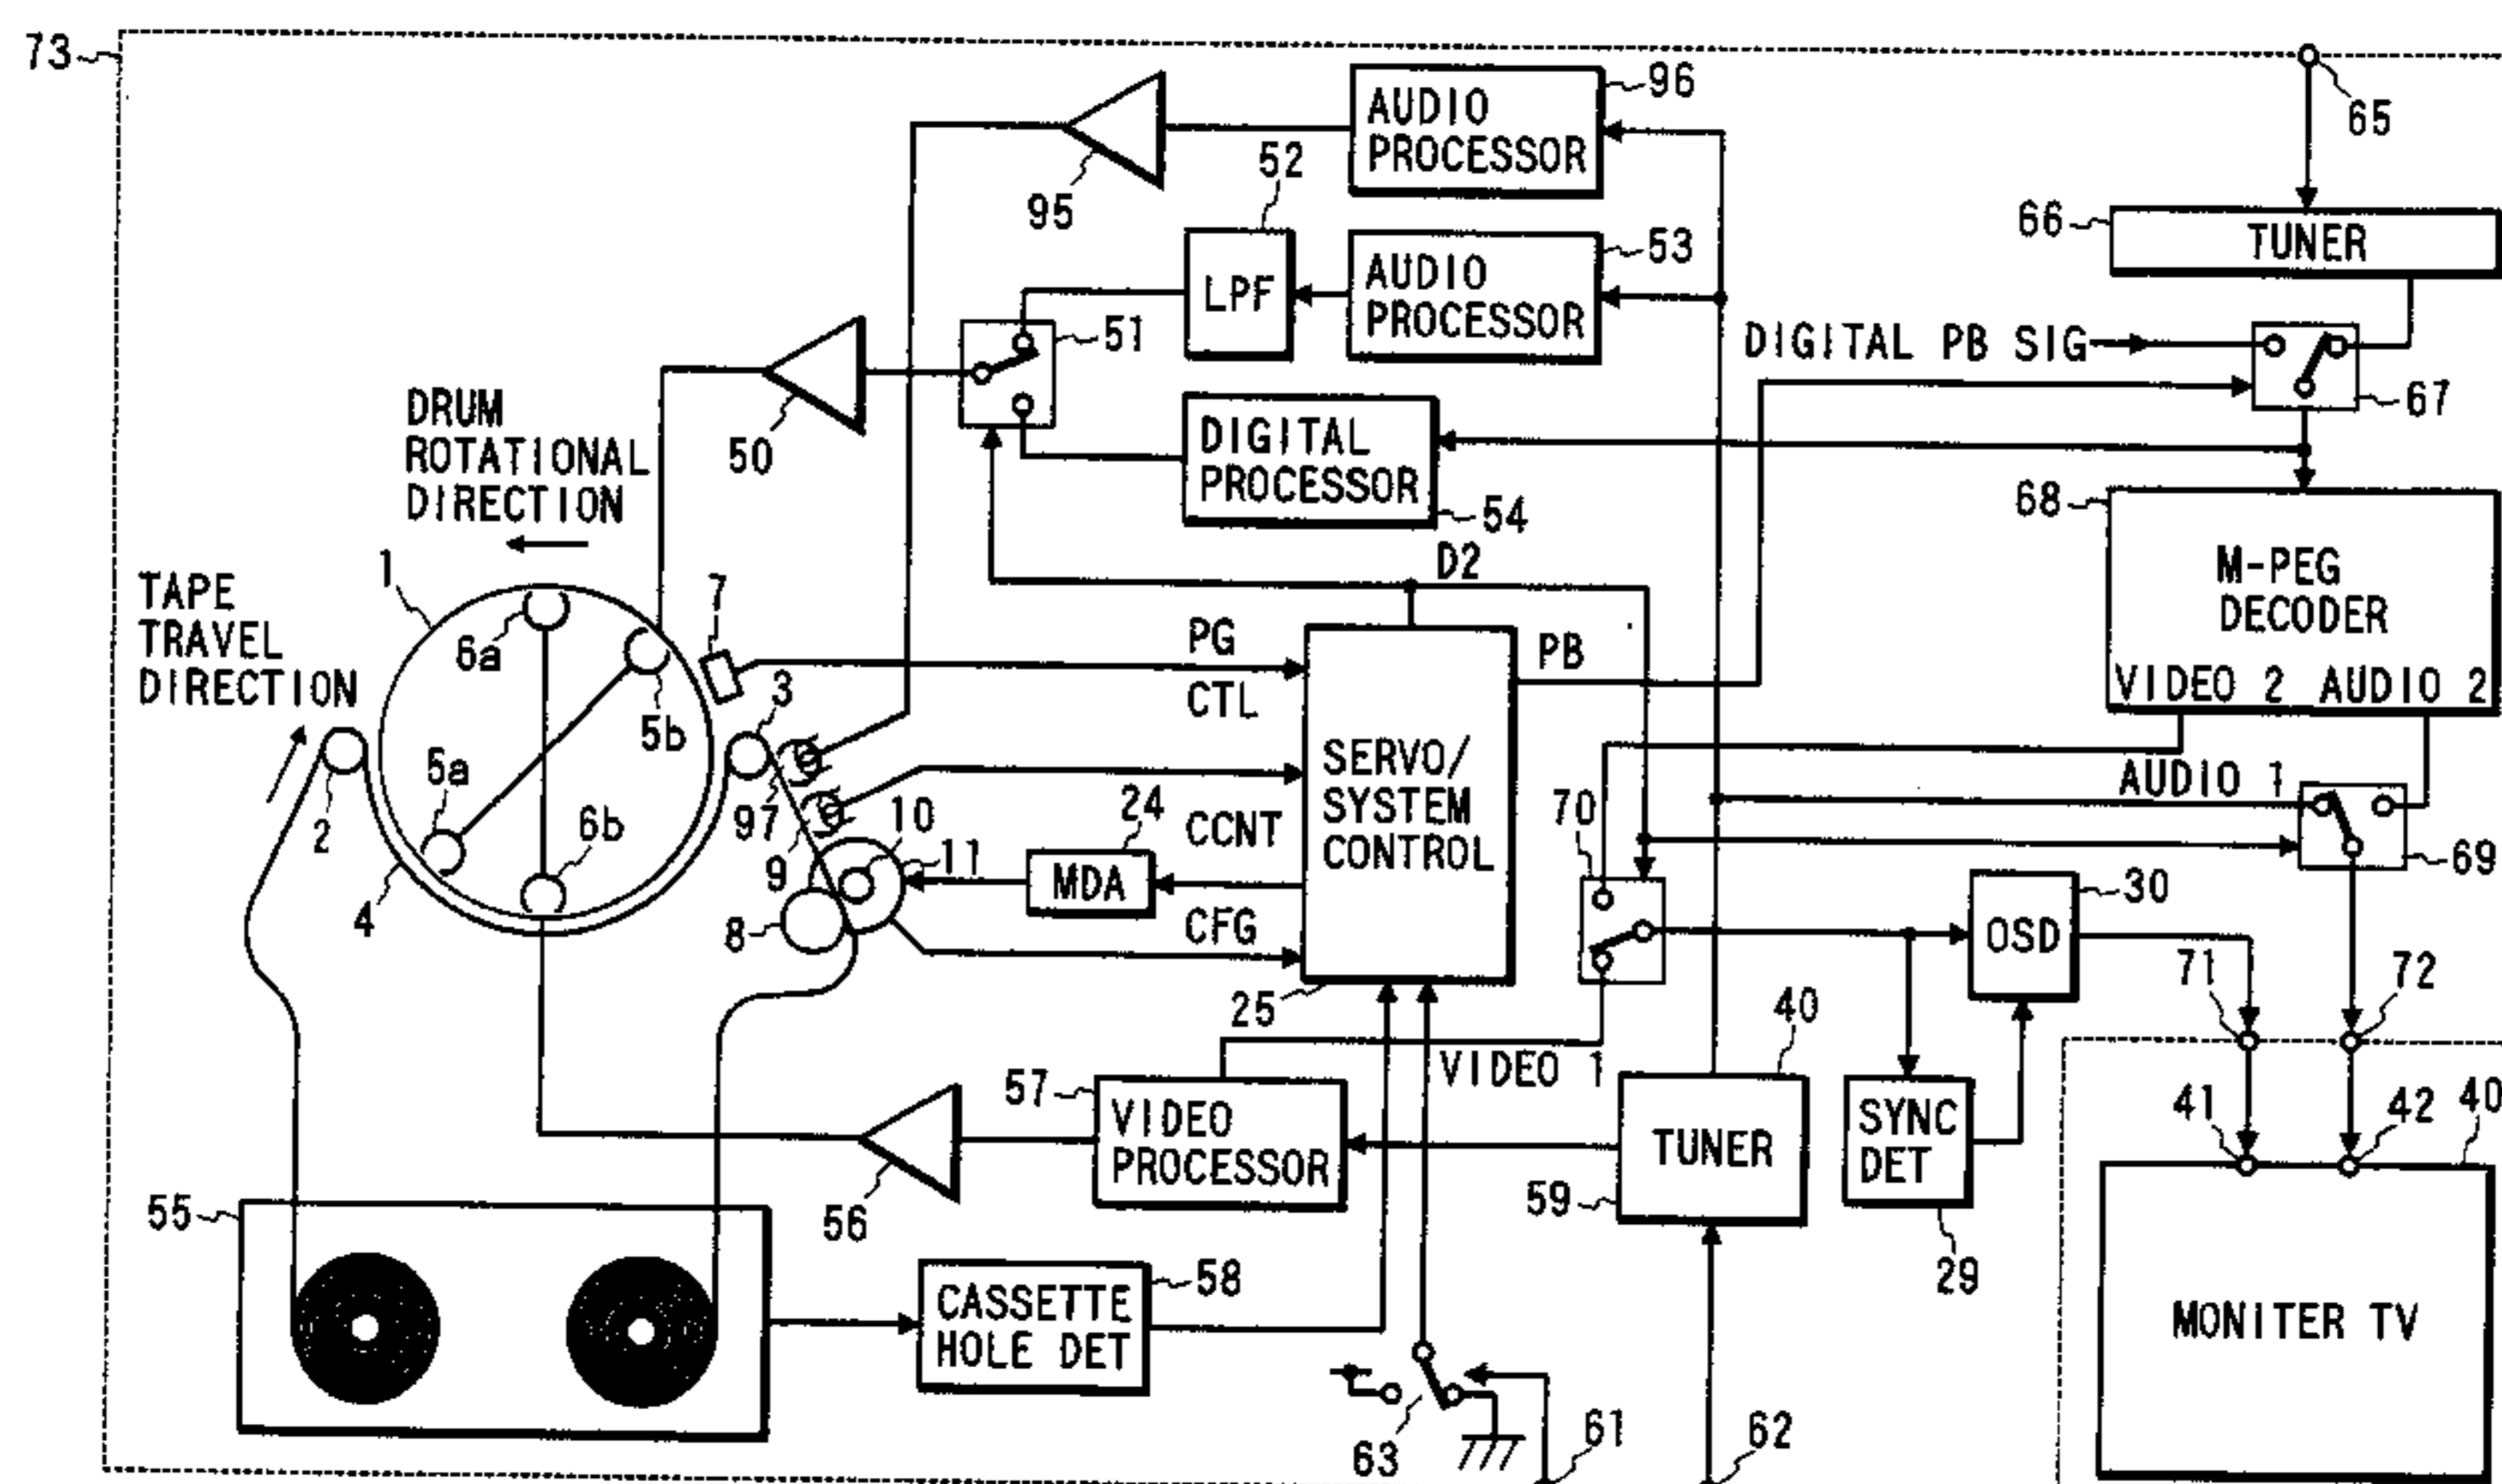 73
65
96
AUDIO
PROCESSOR
95
52
LPF
53
AUDIO
PROCESSOR
66
TUNER
51
DIGITAL PB SIG
67
50
DRUM
ROTATIONAL
DIRECTION
DIGITAL
PROCESSOR
54
68
M-PEG
DECODER
VIDEO 2 AUDIO 2
D2
TAPE
TRAVEL
DIRECTION
1
6a
7
PG
PB
5b
3
CTL
5a
2
97
6b
4
9
10
11
8
24
MDA
CCNT
CFG
SERVO/
SYSTEM
CONTROL
25
AUDIO 1
69
70
30
OSD
71
72
VIDEO 1
40
57
VIDEO
PROCESSOR
TUNER
59
SYNC
DET
29
41
42
40
56
55
58
CASSETTE
HOLE DET
MONITER TV
63
61
62